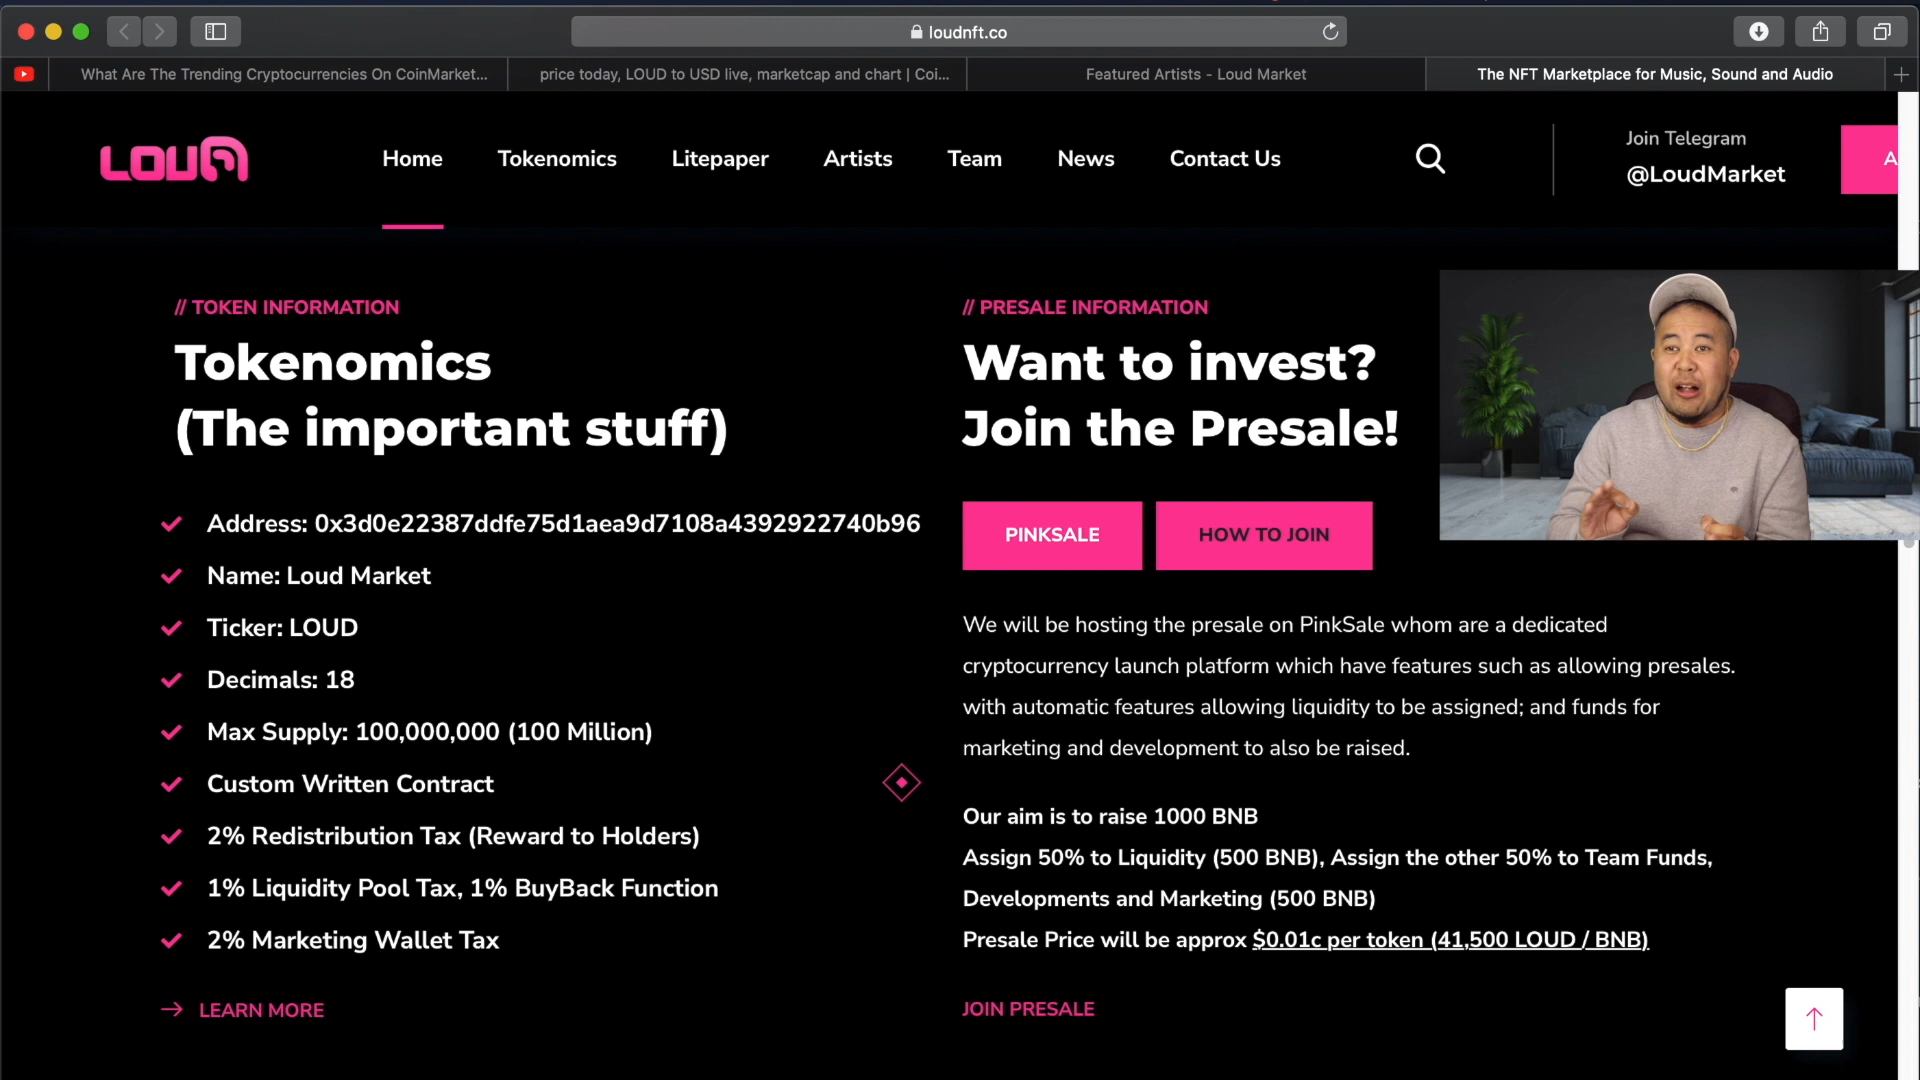 loudnft.co
What Are The Trending Cryptocurrencies On CoinMarket...
price today, LOUD to USD live, marketcap and chart | Coi...
Featured Artists - Loud Market
The NFT Marketplace for Music, Sound and Audio
LOUD
Home
Tokenomics
Litepaper
Artists
Team
News
Contact Us
Join Telegram
@LoudMarket
A
// TOKEN INFORMATION
Tokenomics
(The important stuff)
Address: 0x3d0e22387ddfe75d1aea9d7108a4392922740b96
Name: Loud Market
Ticker: LOUD
Decimals: 18
Max Supply: 100,000,000 (100 Million)
Custom Written Contract
2% Redistribution Tax (Reward to Holders)
1% Liquidity Pool Tax, 1% BuyBack Function
2% Marketing Wallet Tax
LEARN MORE
// PRESALE INFORMATION
Want to invest?
Join the Presale!
PINKSALE
HOW TO JOIN
We will be hosting the presale on PinkSale whom are a dedicated
cryptocurrency launch platform which have features such as allowing presales.
with automatic features allowing liquidity to be assigned; and funds for
marketing and development to also be raised.
Our aim is to raise 1000 BNB
Assign 50% to Liquidity (500 BNB), Assign the other 50% to Team Funds,
Developments and Marketing (500 BNB)
Presale Price will be approx $0.01c per token (41,500 LOUD / BNB)
JOIN PRESALE